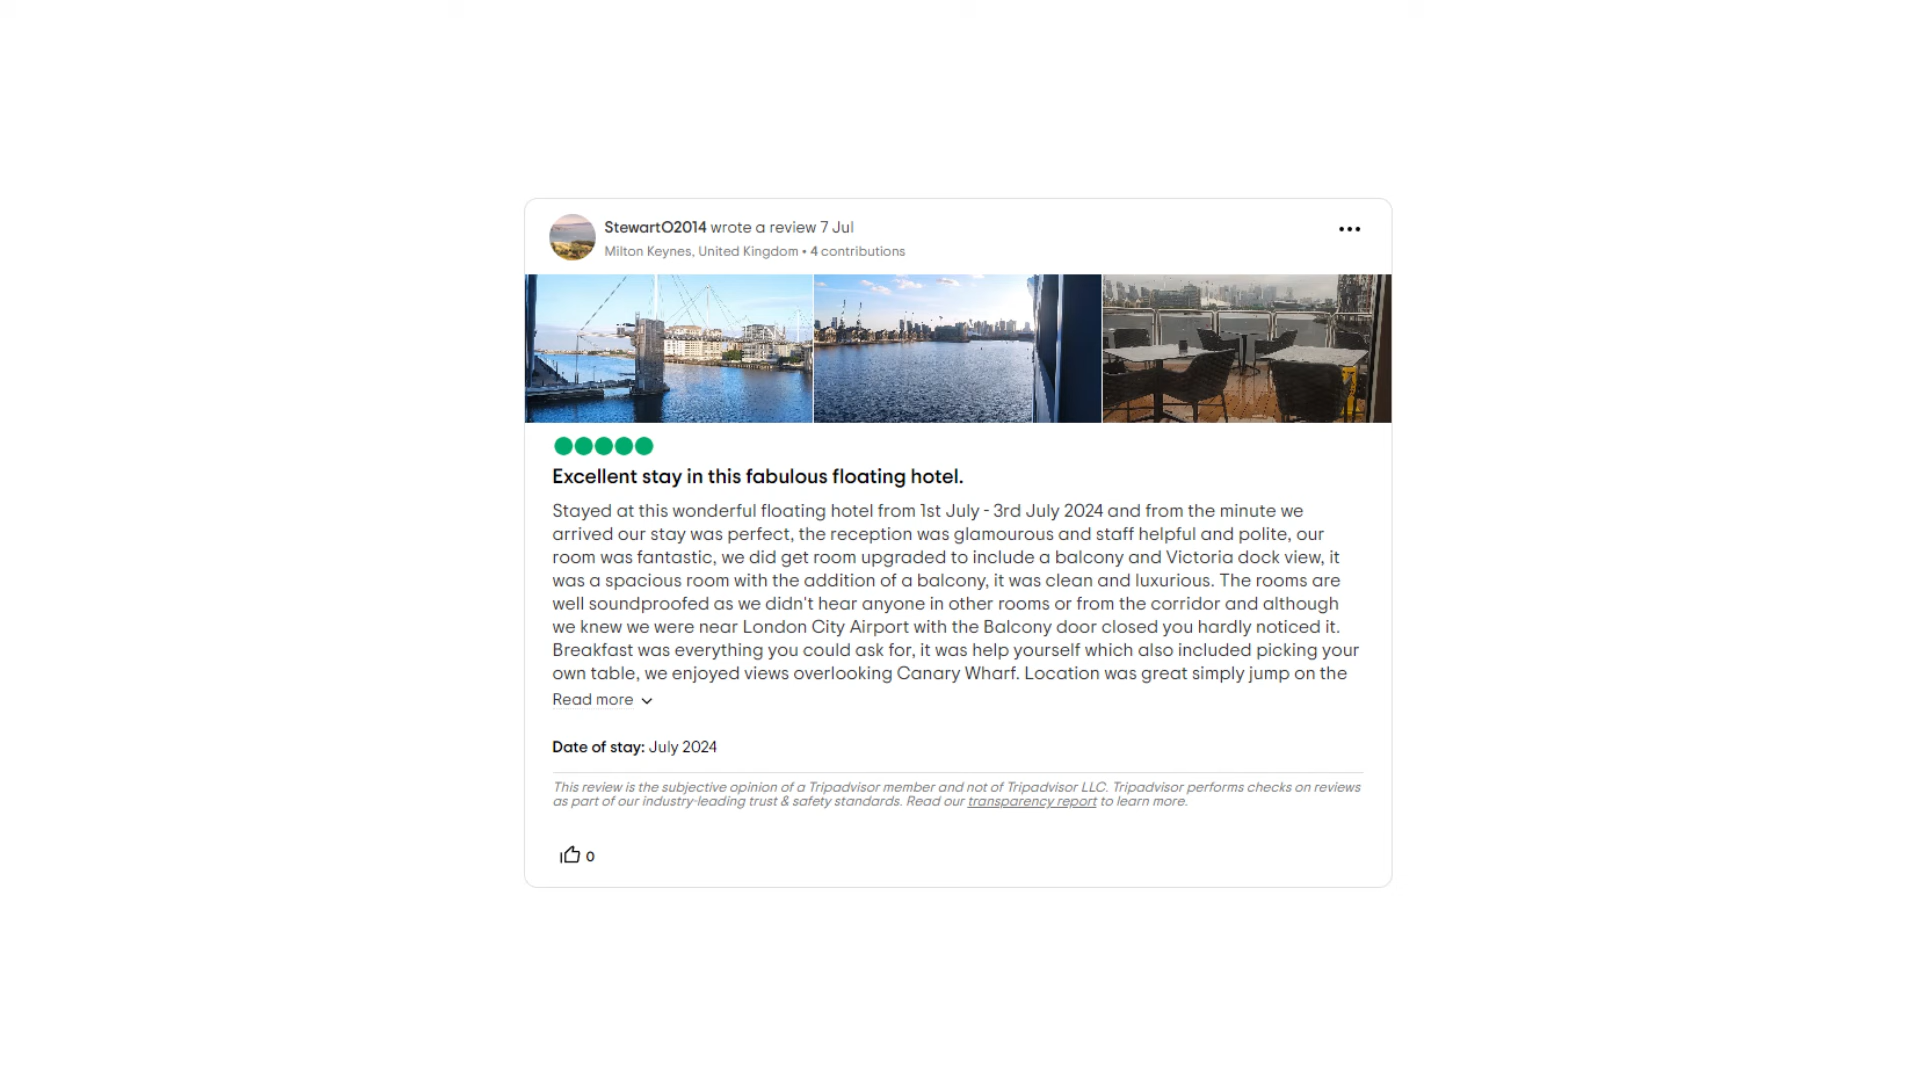 StewartO2014 wrote a review 7 Jul
Milton Keynes, United Kingdom • 4 contributions
Excellent stay in this fabulous floating hotel.
Stayed at this wonderful floating hotel from 1st July - 3rd July 2024 and from the minute we
arrived our stay was perfect, the reception was glamourous and staff helpful and polite, our
room was fantastic, we did get room upgraded to include a balcony and Victoria dock view, it
was a spacious room with the addition of a balcony, it was clean and luxurious. The rooms are
well soundproofed as we didn't hear anyone in other rooms or from the corridor and although
we knew we were near London City Airport with the Balcony door closed you hardly noticed it.
Breakfast was everything you could ask for, it was help yourself which also included picking your
own table, we enjoyed views overlooking Canary Wharf. Location was great simply jump on the
Read more
Date of stay: July 2024
This review is the subjective opinion of a Tripadvisor member and not of Tripadvisor LLC. Tripadvisor performs checks on reviews
as part of our industry-leading trust & safety standards. Read our transparency report to learn more.
0